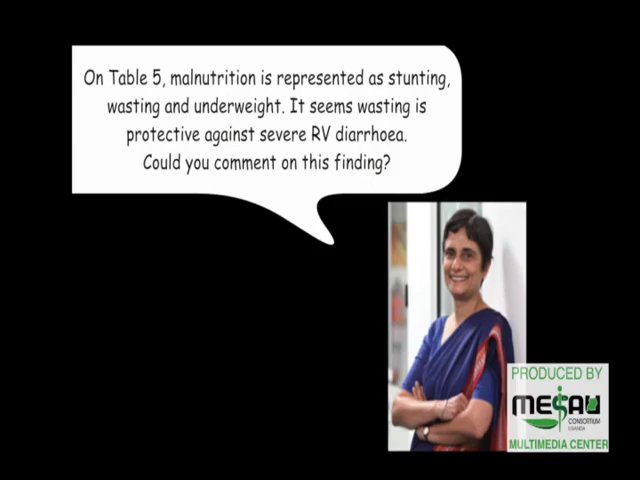 On Table 5, malnutrition is represented as stunting,
wasting and underweight. It seems wasting is
protective against severe RV diarrhoea.
Could you comment on this finding?
PRODUCED BY
MESAU
CONSORTIUM
UGANDA
MULTIMEDIA CENTER